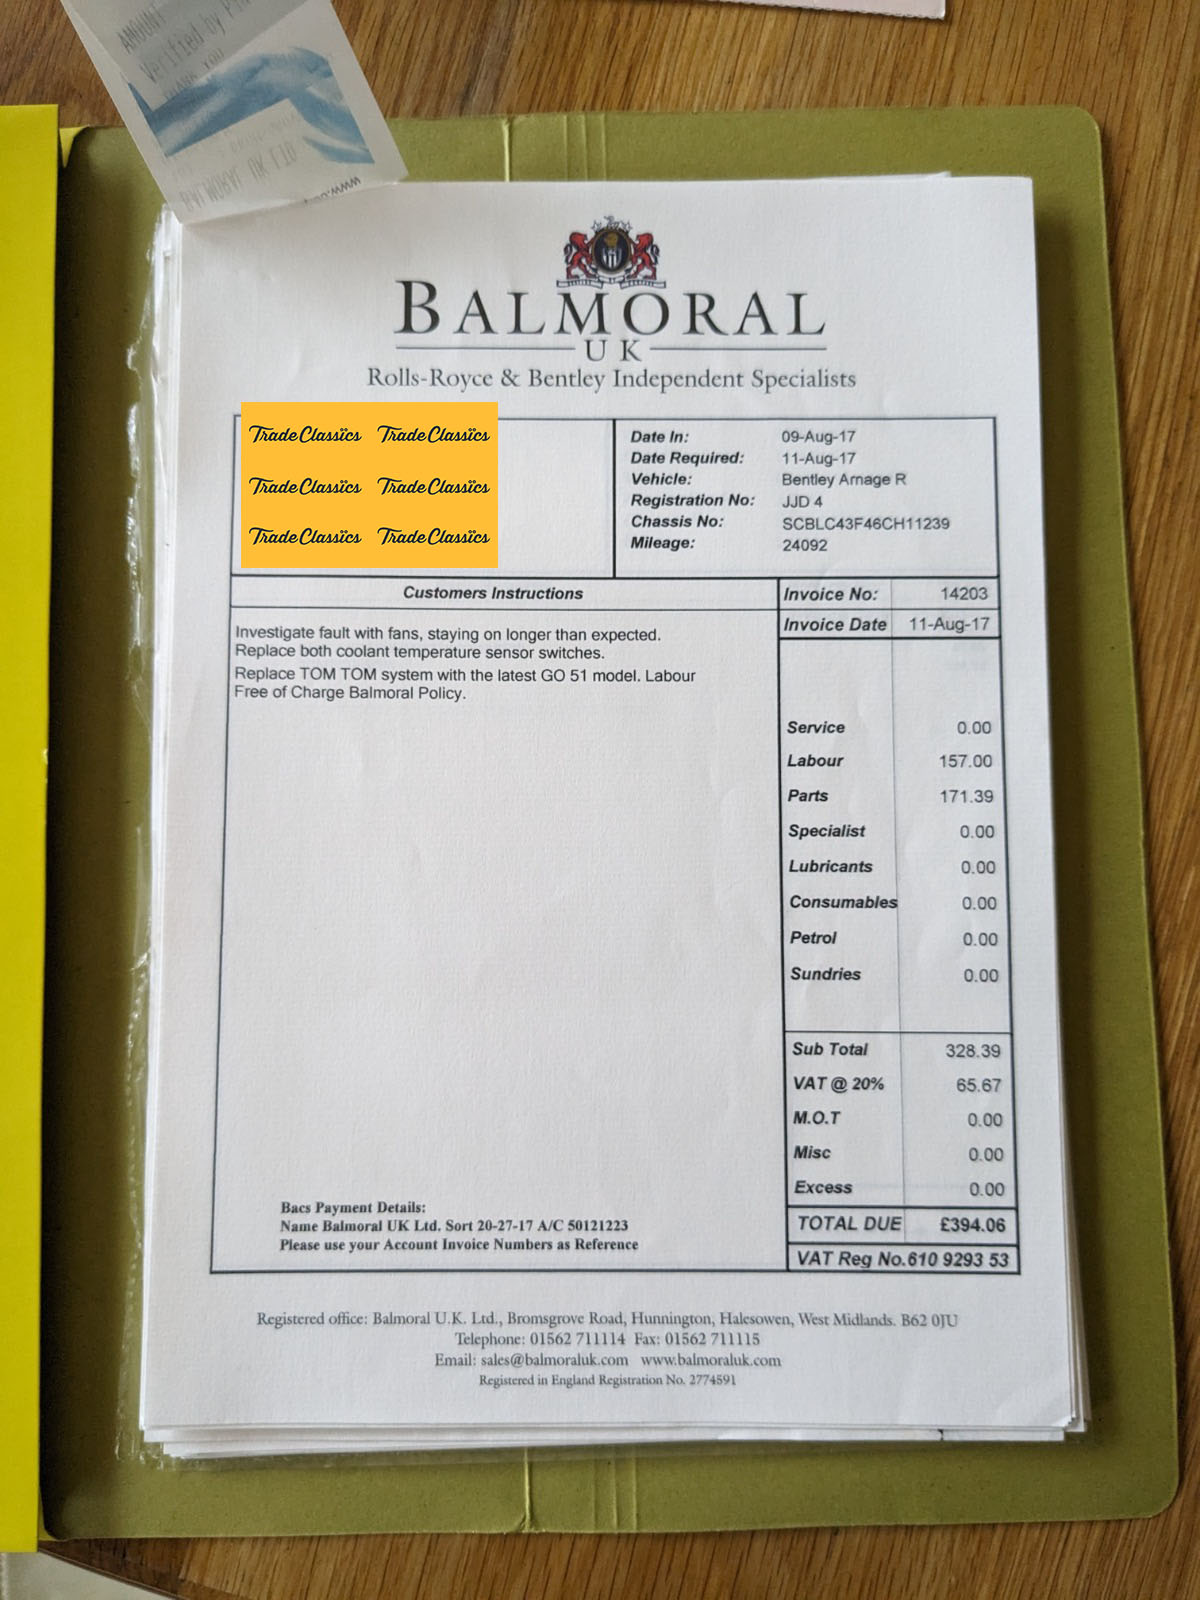 AMOUNT
Verified by
THANK YOU
BALMORAL UK LTD
www.
BALMORAL
UK
Rolls-Royce & Bentley Independent Specialists
Trade Classics Trade Classics
Trade Classics Trade Classics
Trade Classics Trade Classics
Date In: 09-Aug-17
Date Required: 11-Aug-17
Vehicle: Bentley Arnage R
Registration No: JJD 4
Chassis No: SCBLC43F46CH11239
Mileage: 24092
Customers Instructions
Invoice No: 14203
Invoice Date 11-Aug-17
Investigate fault with fans, staying on longer than expected.
Replace both coolant temperature sensor switches.
Replace TOM TOM system with the latest GO 51 model. Labour
Free of Charge Balmoral Policy.
Service 0.00
Labour 157.00
Parts 171.39
Specialist 0.00
Lubricants 0.00
Consumables 0.00
Petrol 0.00
Sundries 0.00
Sub Total 328.39
VAT @ 20% 65.67
M.O.T 0.00
Misc 0.00
Excess 0.00
TOTAL DUE £394.06
VAT Reg No. 610 9293 53
Bacs Payment Details:
Name Balmoral UK Ltd. Sort 20-27-17 A/C 50121223
Please use your Account Invoice Numbers as Reference
Registered office: Balmoral U.K. Ltd., Bromsgrove Road, Hunnington, Halesowen, West Midlands. B62 0JU
Telephone: 01562 711114 Fax: 01562 711115
Email: sales@balmoraluk.com www.balmoraluk.com
Registered in England Registration No. 2774591